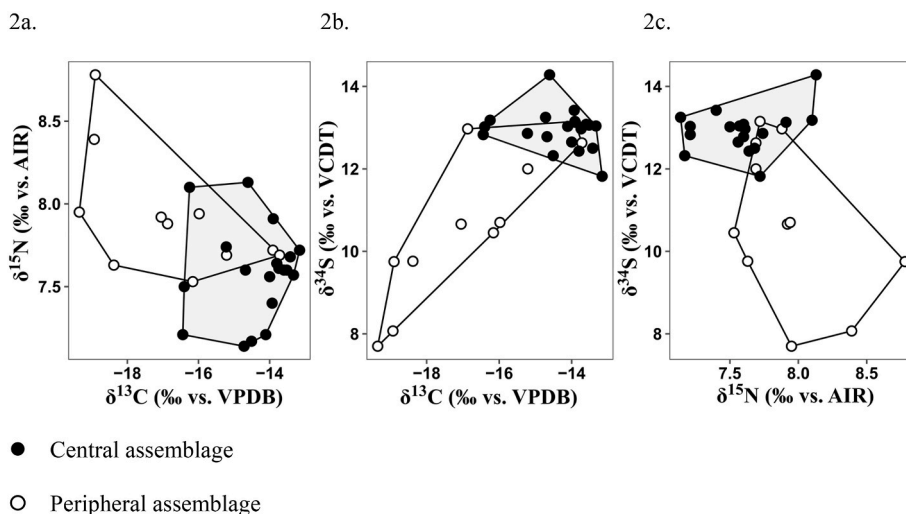 2a. 2b. 2c.
8.5
8.0
7.5
δ15N (‰ vs. AIR)
−18 −16 −14
δ13C (‰ vs. VPDB)
14
12
10
8
δ34S (‰ vs. VCDT)
−18 −16 −14
δ13C (‰ vs. VPDB)
14
12
10
8
δ34S (‰ vs. VCDT)
7.5 8.0 8.5
δ15N (‰ vs. AIR)
Central assemblage
Peripheral assemblage